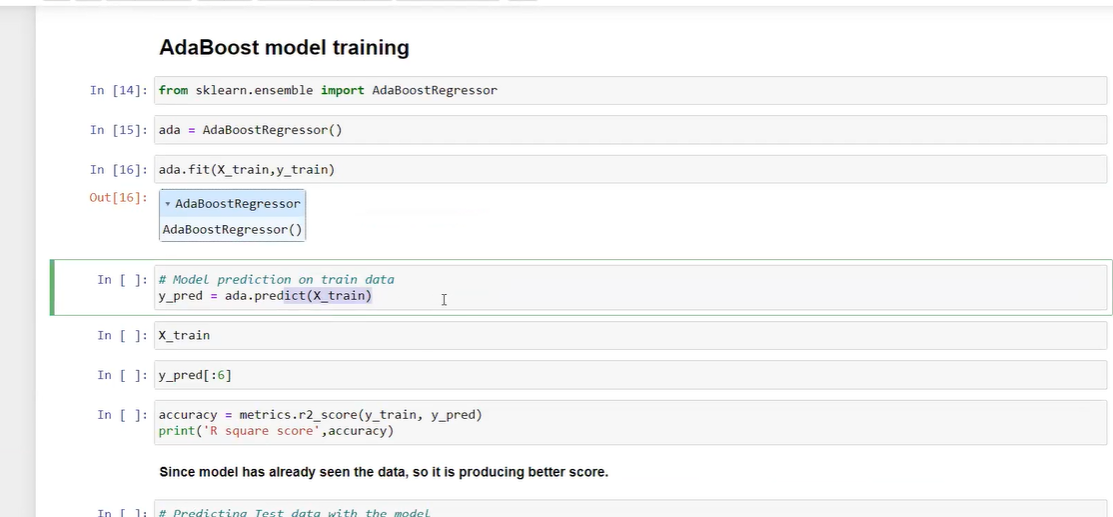 AdaBoost model training
In [14]: from sklearn.ensemble import AdaBoostRegressor
In [15]: ada = AdaBoostRegressor()
In [16]: ada.fit(X_train,y_train)
Out[16]: ▾ AdaBoostRegressor
AdaBoostRegressor()
In [ ]: # Model prediction on train data
y_pred = ada.predict(X_train)
In [ ]: X_train
In [ ]: y_pred[:6]
In [ ]: accuracy = metrics.r2_score(y_train, y_pred)
print('R square score',accuracy)
Since model has already seen the data, so it is producing better score.
In [ ]: # Predicting Test data with the model